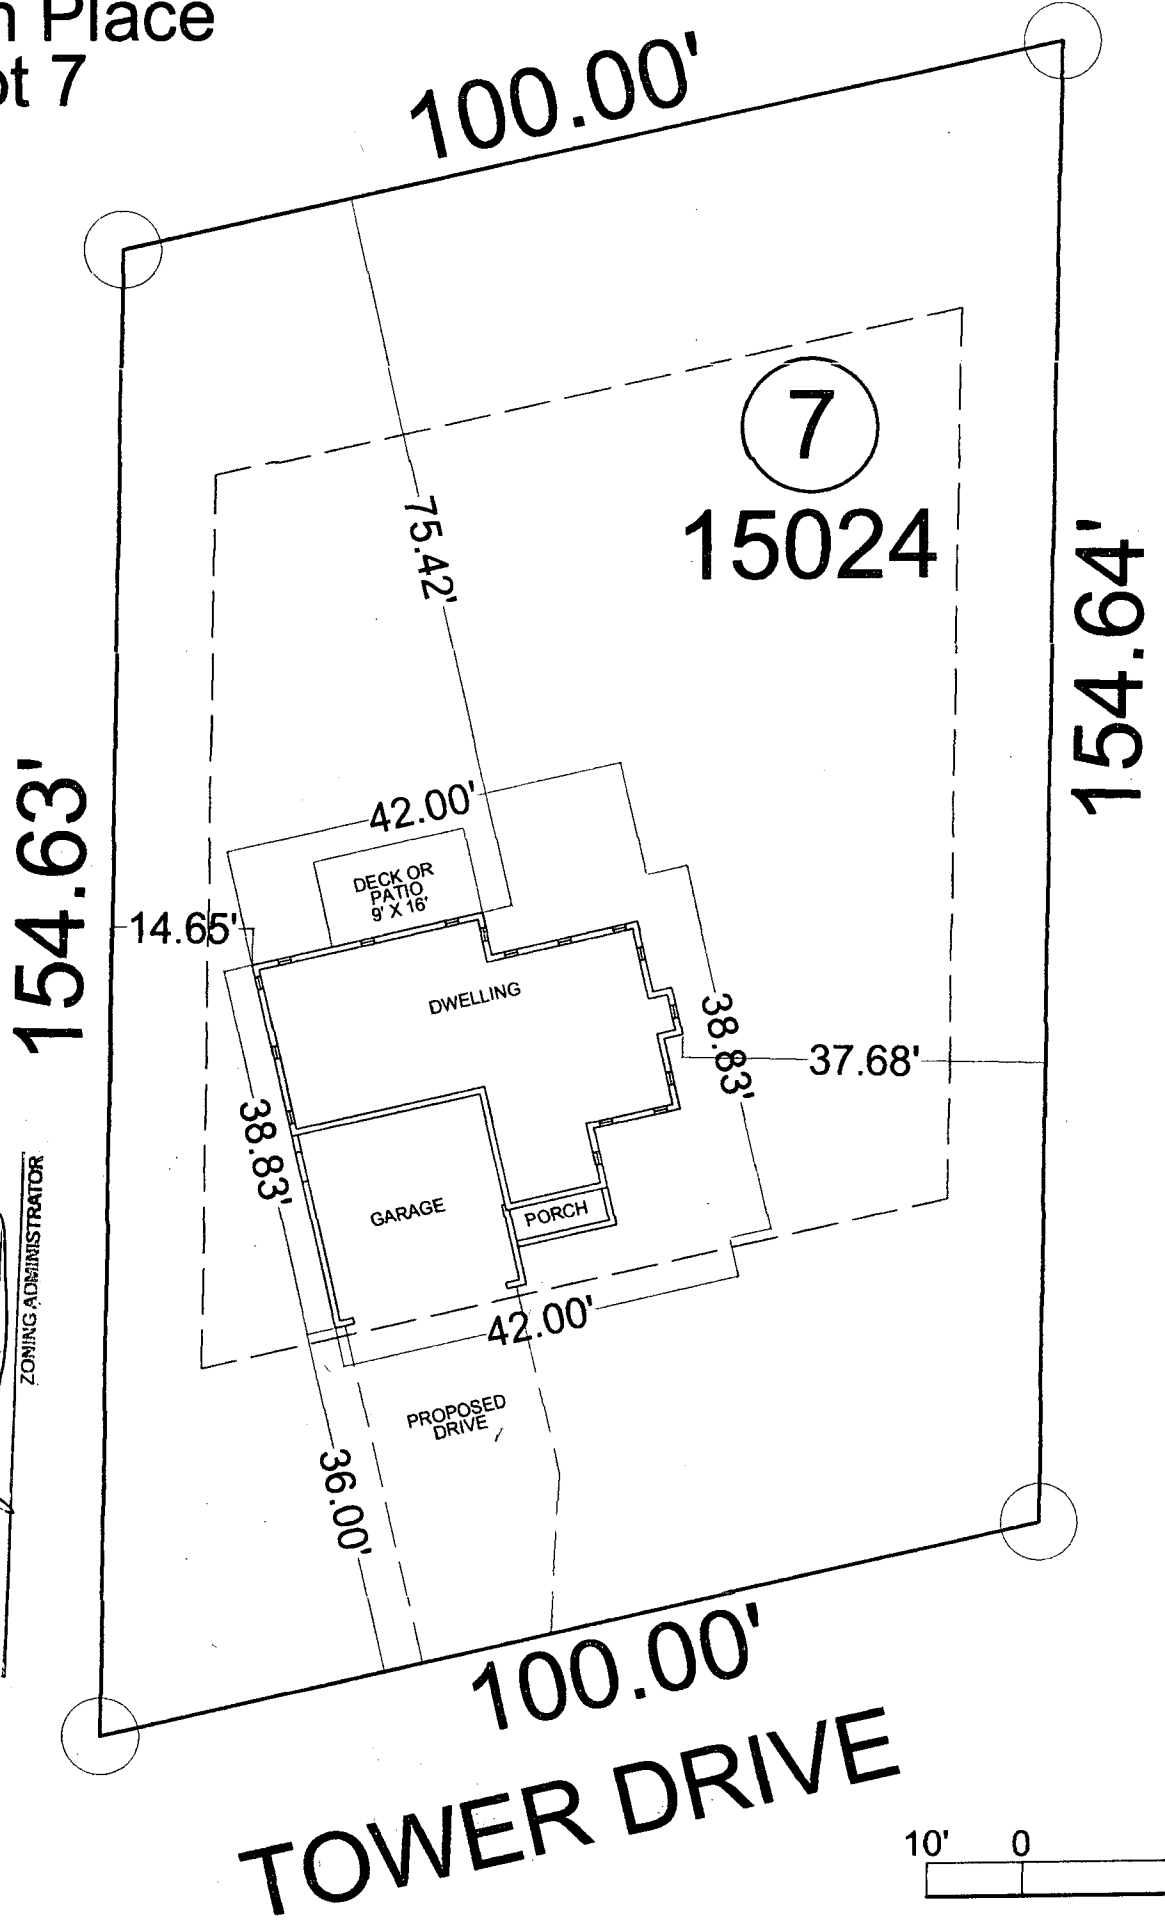 Place
7
100.00'
7
15024
75.42'
154.64'
154.63'
42.00'
DECK OR
PATIO
9' X 16'
14.65'
DWELLING
38.83'
37.68'
38.83'
GARAGE
PORCH
ZONING ADMINISTRATOR
42.00'
PROPOSED
DRIVE
36.00'
100.00'
TOWER DRIVE
10' 0